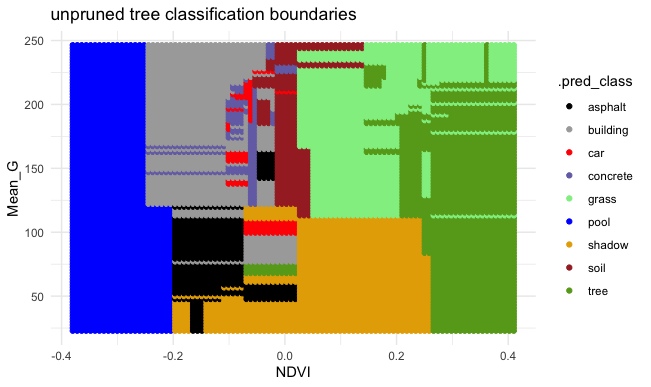 unpruned tree classification boundaries
250
200
150
100
50
Mean_G
-0.4
-0.2
0.0
0.2
0.4
NDVI
.pred_class
asphalt
building
car
concrete
grass
pool
shadow
soil
tree